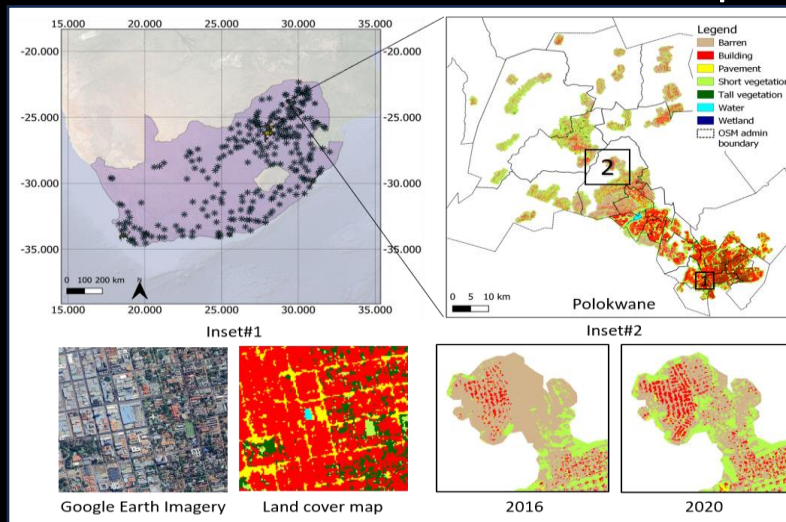 15.000 20.000 25.000 30.000 35.000
-20.000
-25.000
-30.000
-35.000
0 100 200 km
N
15.000 20.000 25.000 30.000 35.000
-20.000
-25.000
-30.000
-35.000
Legend
Barren
Building
Pavement
Short vegetation
Tall vegetation
Water
Wetland
OSM admin
boundary
2
1
0 5 10 km
Polokwane
Inset#1
Inset#2
Google Earth Imagery
Land cover map
2016
2020